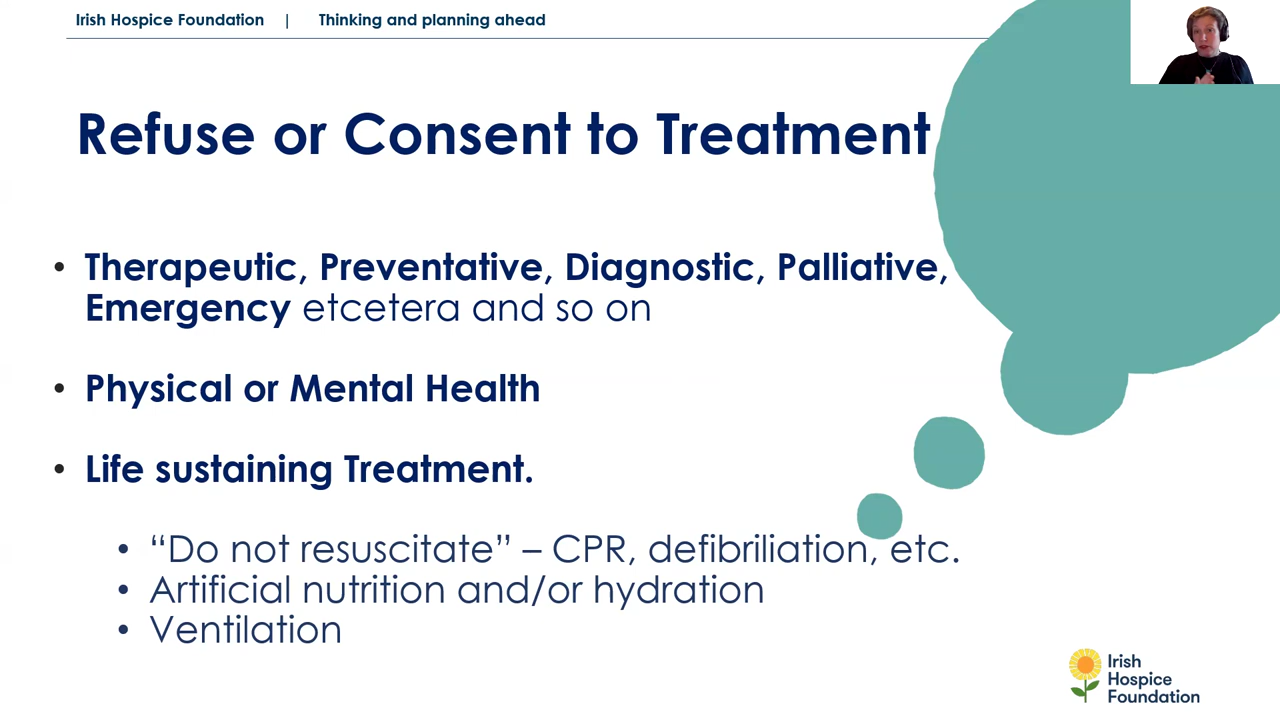 Irish Hospice Foundation | Thinking and planning ahead
Refuse or Consent to Treatment
• Therapeutic, Preventative, Diagnostic, Palliative,
Emergency etcetera and so on
• Physical or Mental Health
• Life sustaining Treatment.
• “Do not resuscitate” – CPR, defibriliation, etc.
• Artificial nutrition and/or hydration
• Ventilation
Irish
Hospice
Foundation